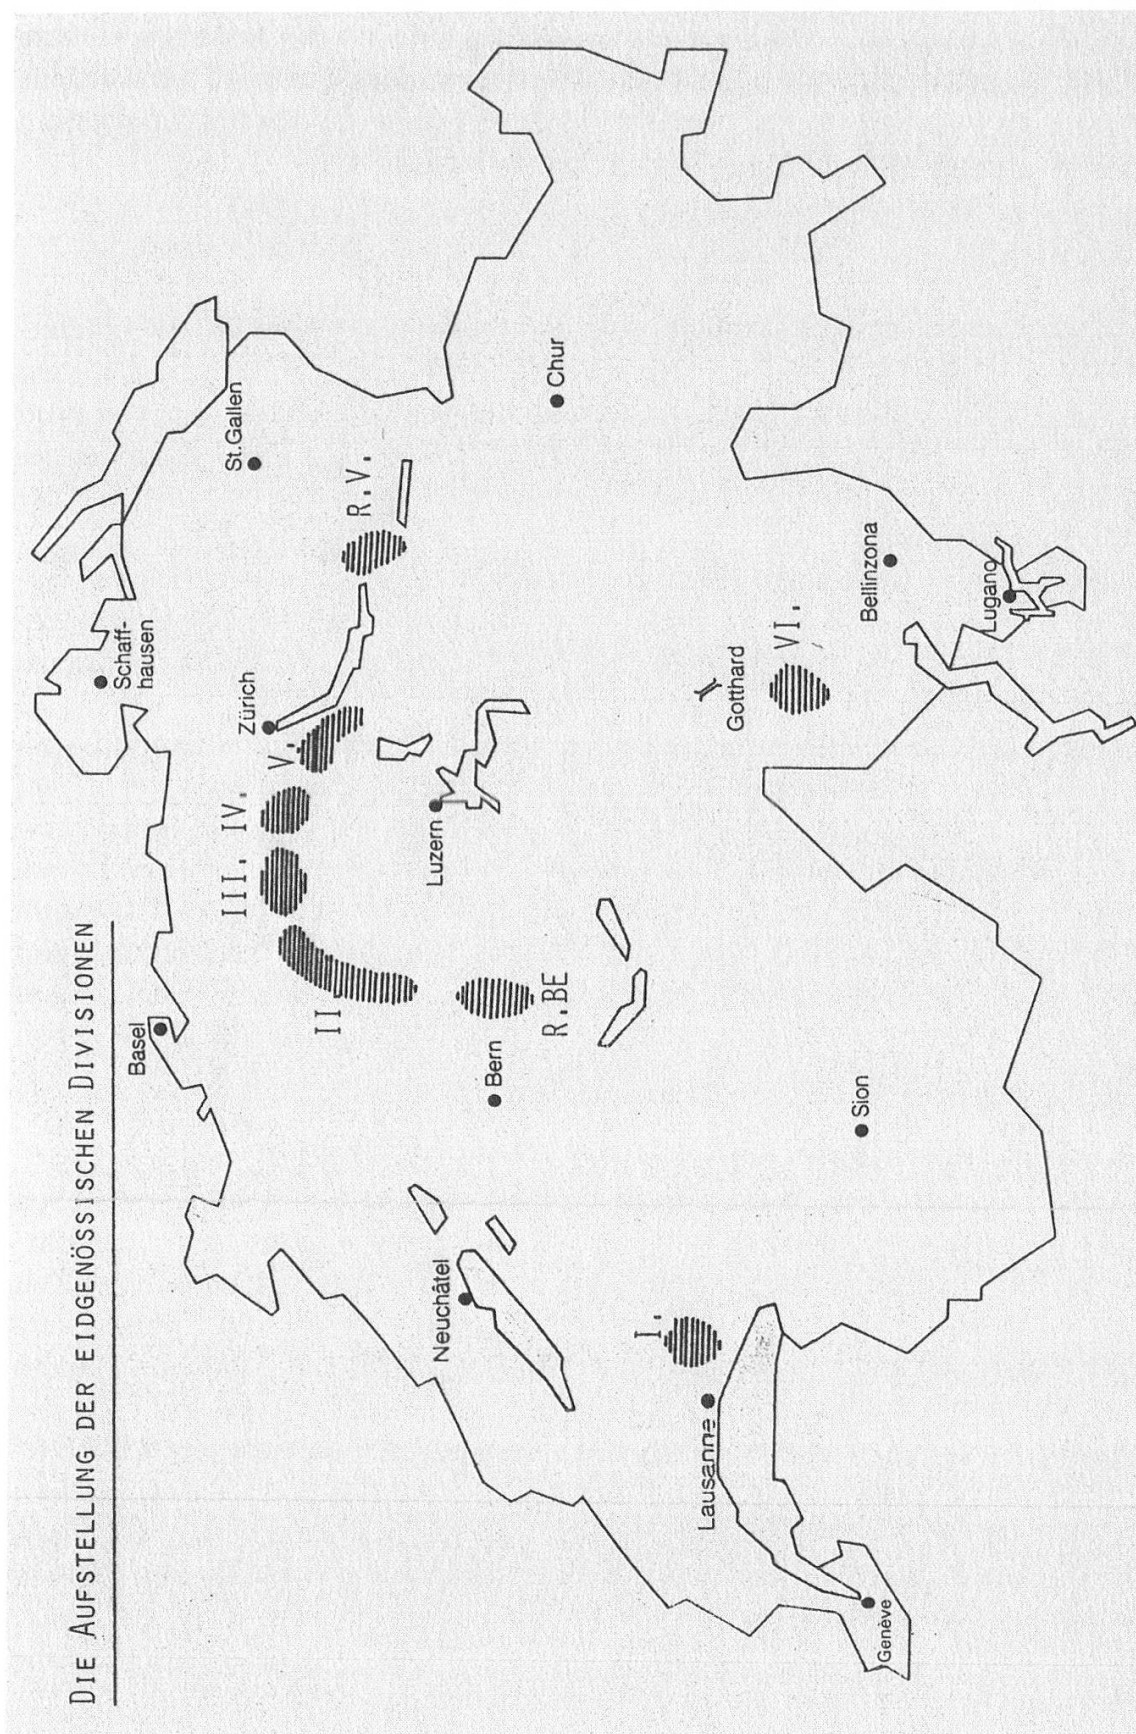 DIE AUFSTELLUNG DER EIDGENÖSSISCHEN DIVISIONEN
Schaff-
hausen
Basel
St.Gallen
Zürich
III. IV.
V.
R.V.
II.
Luzern
Chur
Bern
R.BE
Neuchâtel
Gotthard
VI.
Bellinzona
Lugano
I.
Sion
Lausanne
Genève